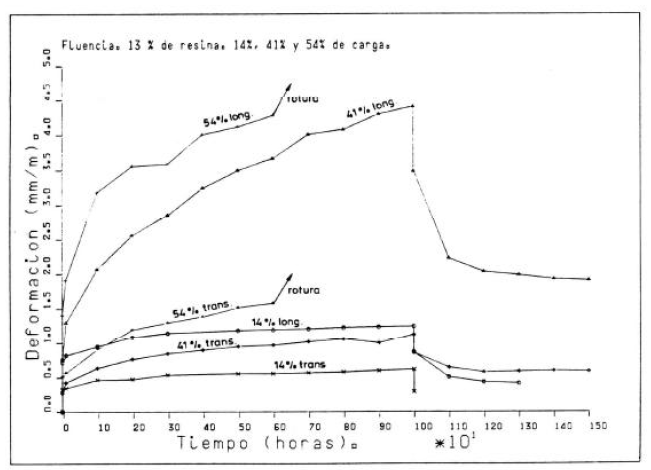 Fluencia. 13 % de resina. 14%, 41% y 54% de carga.
Deformacion (mm/m).
5.0
4.5
4.0
3.5
3.0
2.5
2.0
1.5
1.0
0.5
0.0
54% long.
rotura
41% long
54% trans.
rotura
14% long.
41% trans
14% trans
0 10 20 30 40 50 60 70 80 90 100 110 120 130 140 150
Tiempo (horas). *10¹